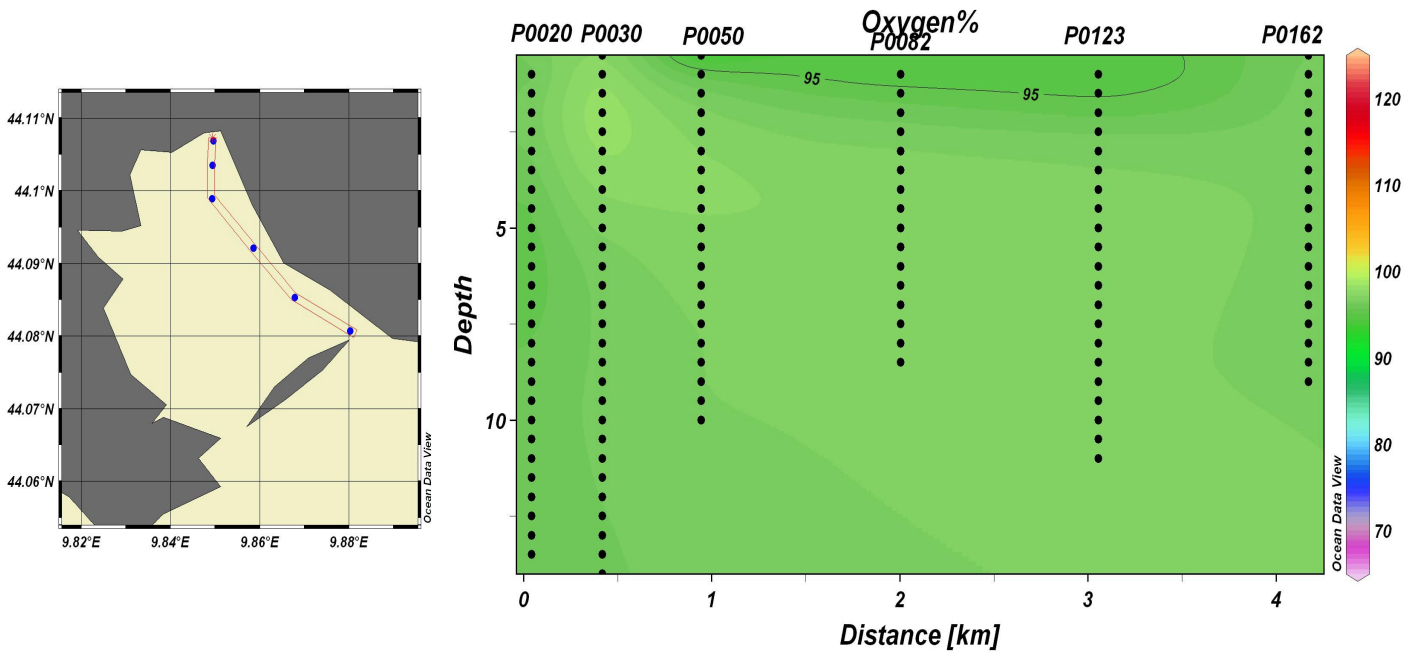 44.11°N
44.1°N
44.09°N
44.08°N
44.07°N
44.06°N
9.82°E 9.84°E 9.86°E 9.88°E
Ocean Data View
Oxygen%
P0020 P0030 P0050 P0082 P0123 P0162
95
95
Depth
5
10
0 1 2 3 4
Distance [km]
Ocean Data View
120
110
100
90
80
70